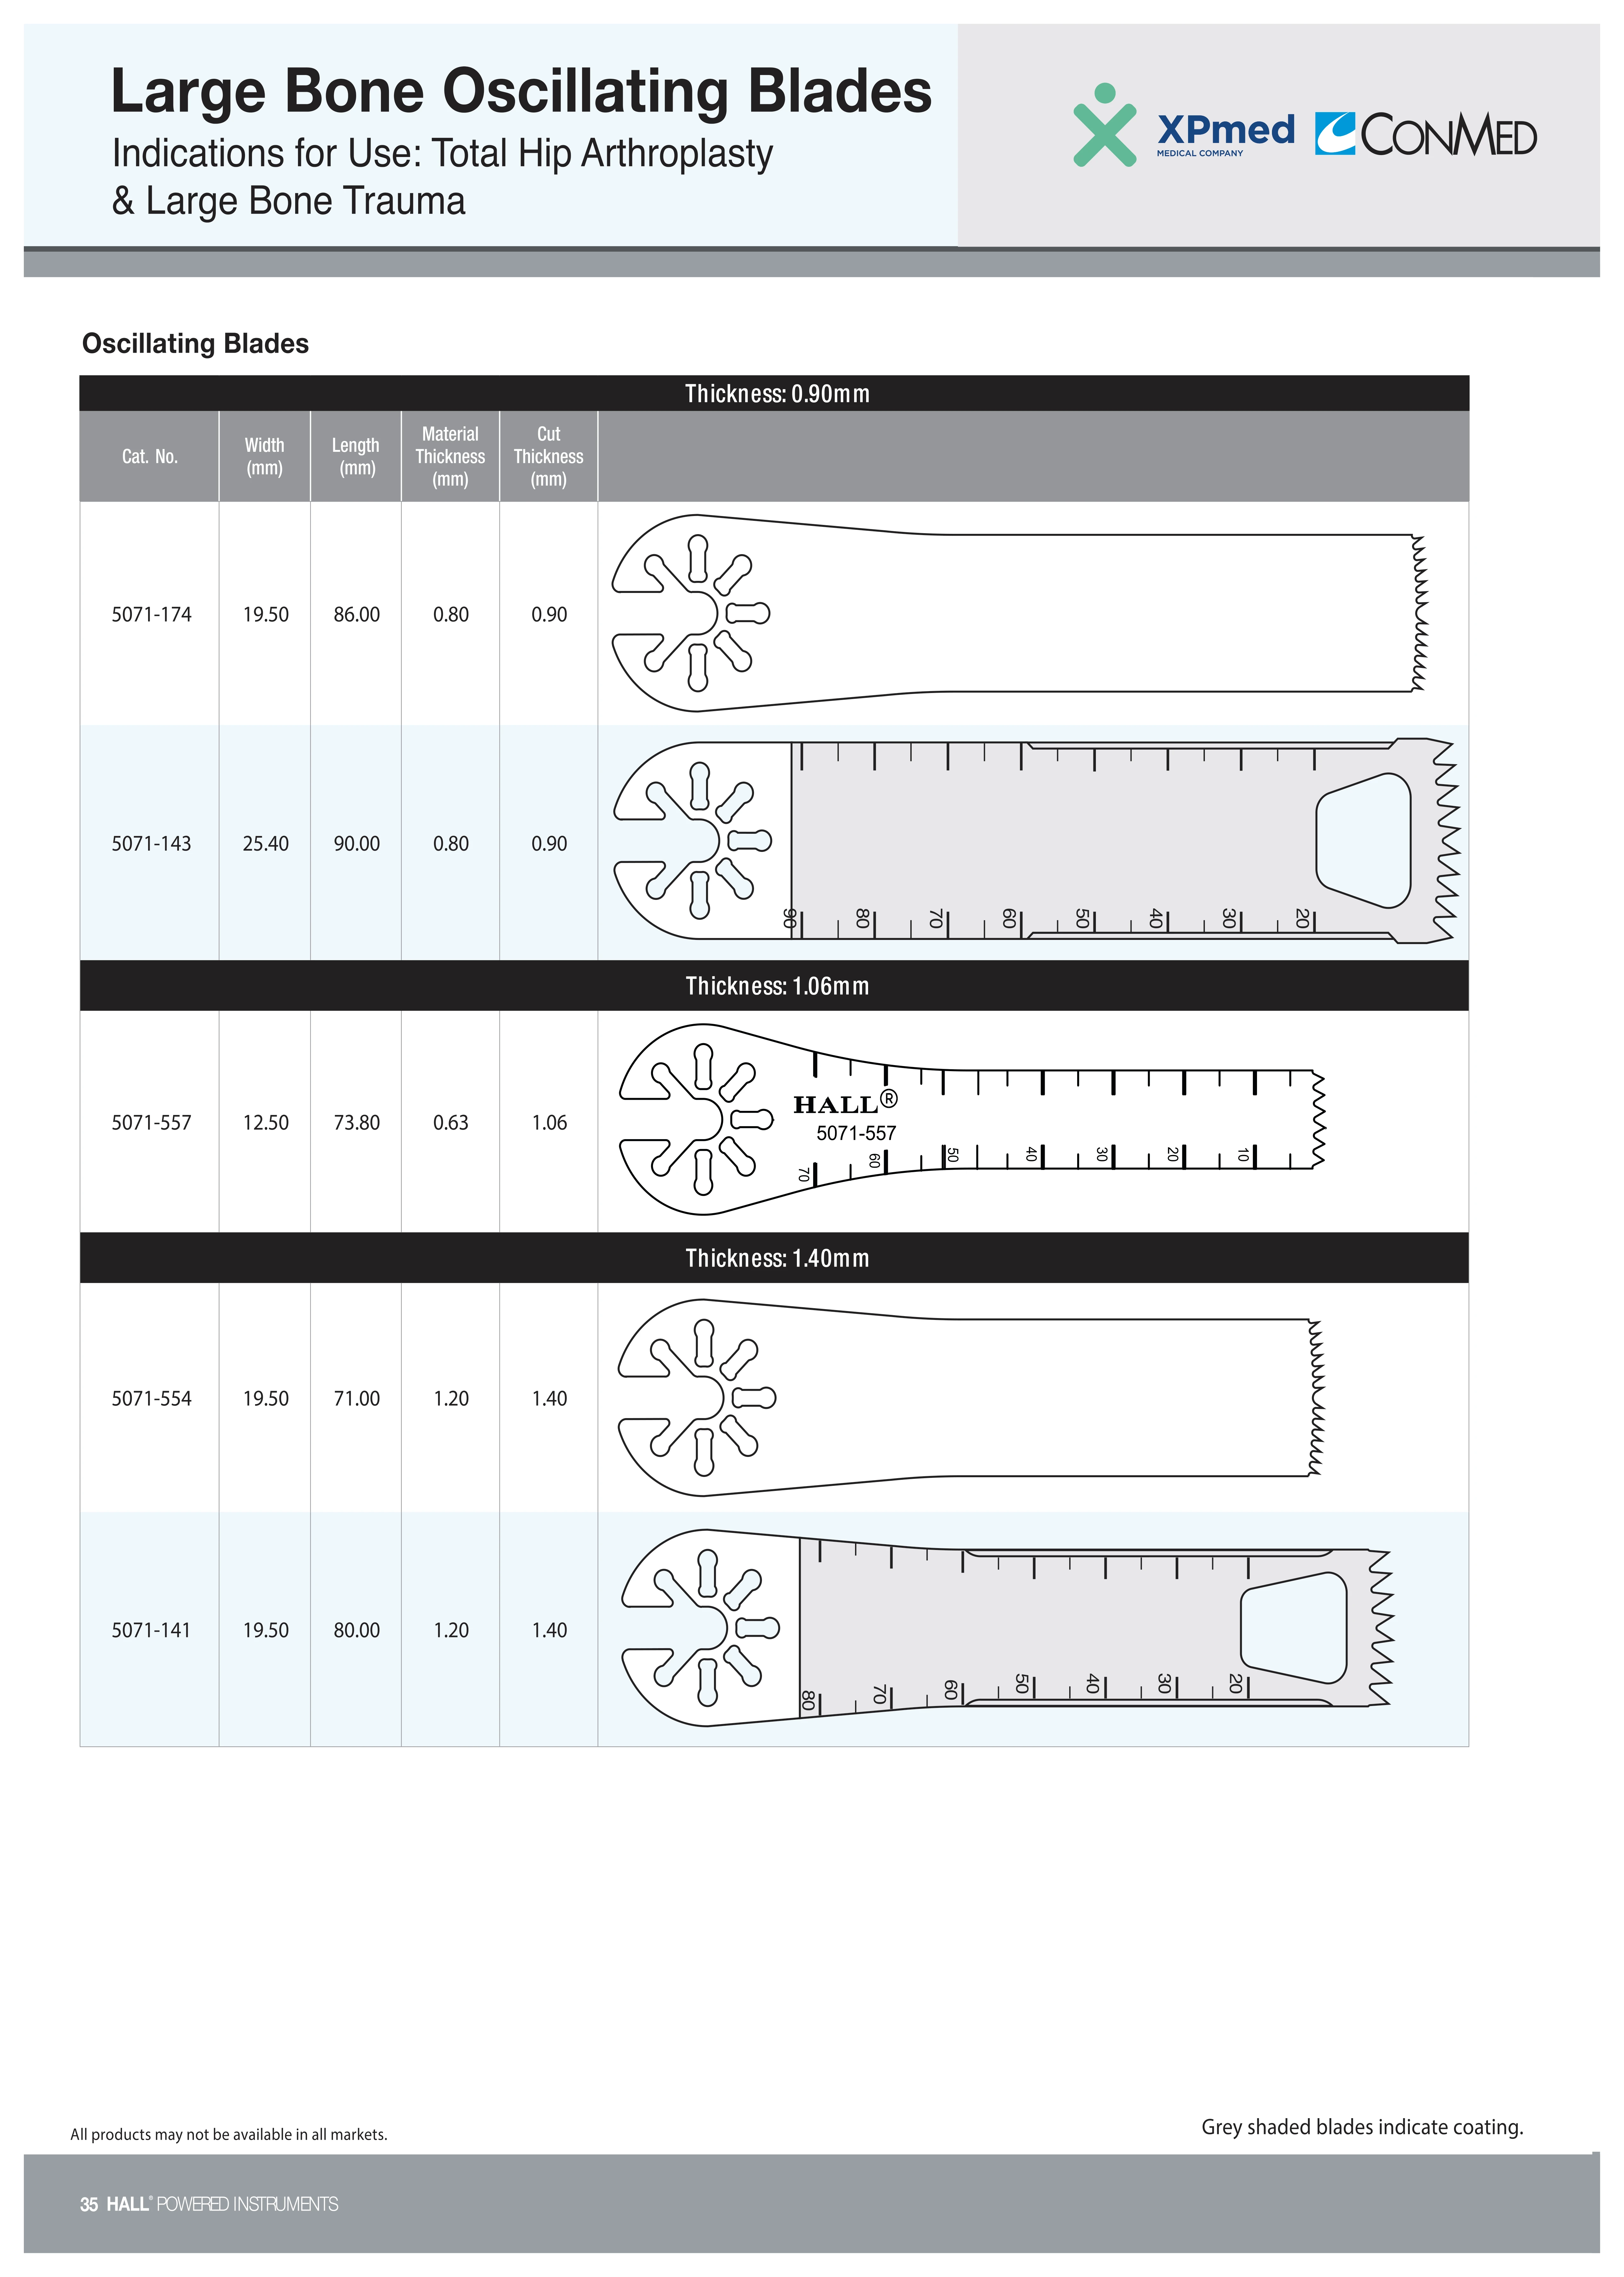 Large Bone Oscillating Blades
Indications for Use: Total Hip Arthroplasty
& Large Bone Trauma
XPmed
MEDICAL COMPANY
CONMED
Oscillating Blades
Thickness: 0.90mm
Cat. No. Width (mm) Length (mm) Material Thickness (mm) Cut Thickness (mm)
5071-174 19.50 86.00 0.80 0.90
5071-143 25.40 90.00 0.80 0.90
90 80 70 60 50 40 30 20
Thickness: 1.06mm
5071-557 12.50 73.80 0.63 1.06
HALL®
5071-557
70 60 50 40 30 20 10
Thickness: 1.40mm
5071-554 19.50 71.00 1.20 1.40
5071-141 19.50 80.00 1.20 1.40
80 70 60 50 40 30 20
All products may not be available in all markets.
Grey shaded blades indicate coating.
35 HALL® POWERED INSTRUMENTS